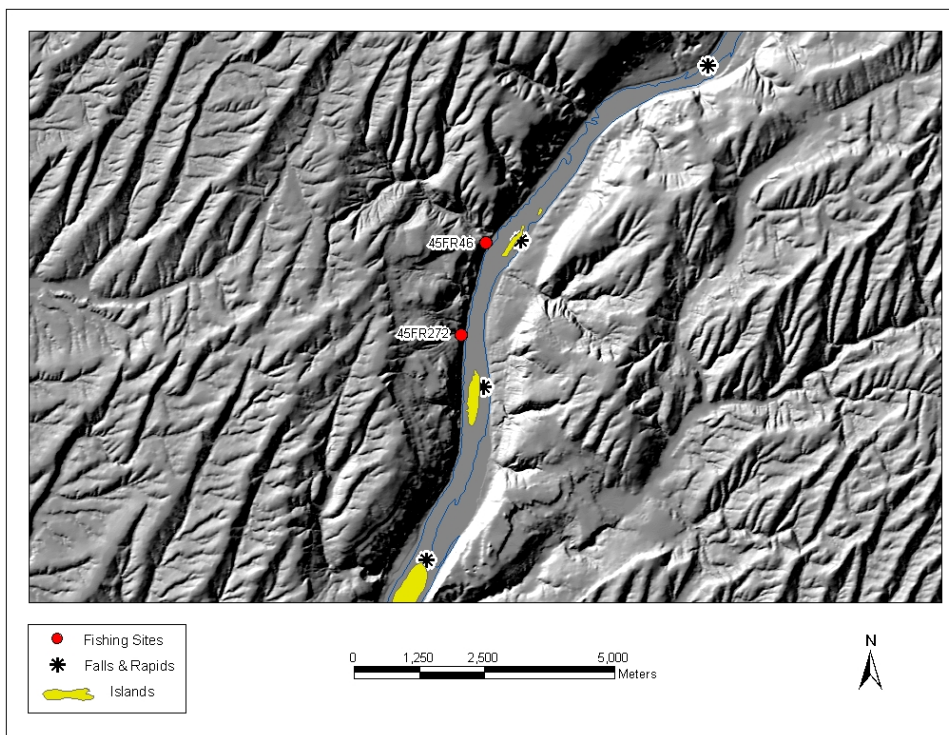 45FR46
45FR272
Fishing Sites
Falls & Rapids
Islands
0 1,250 2,500 5,000
Meters
N